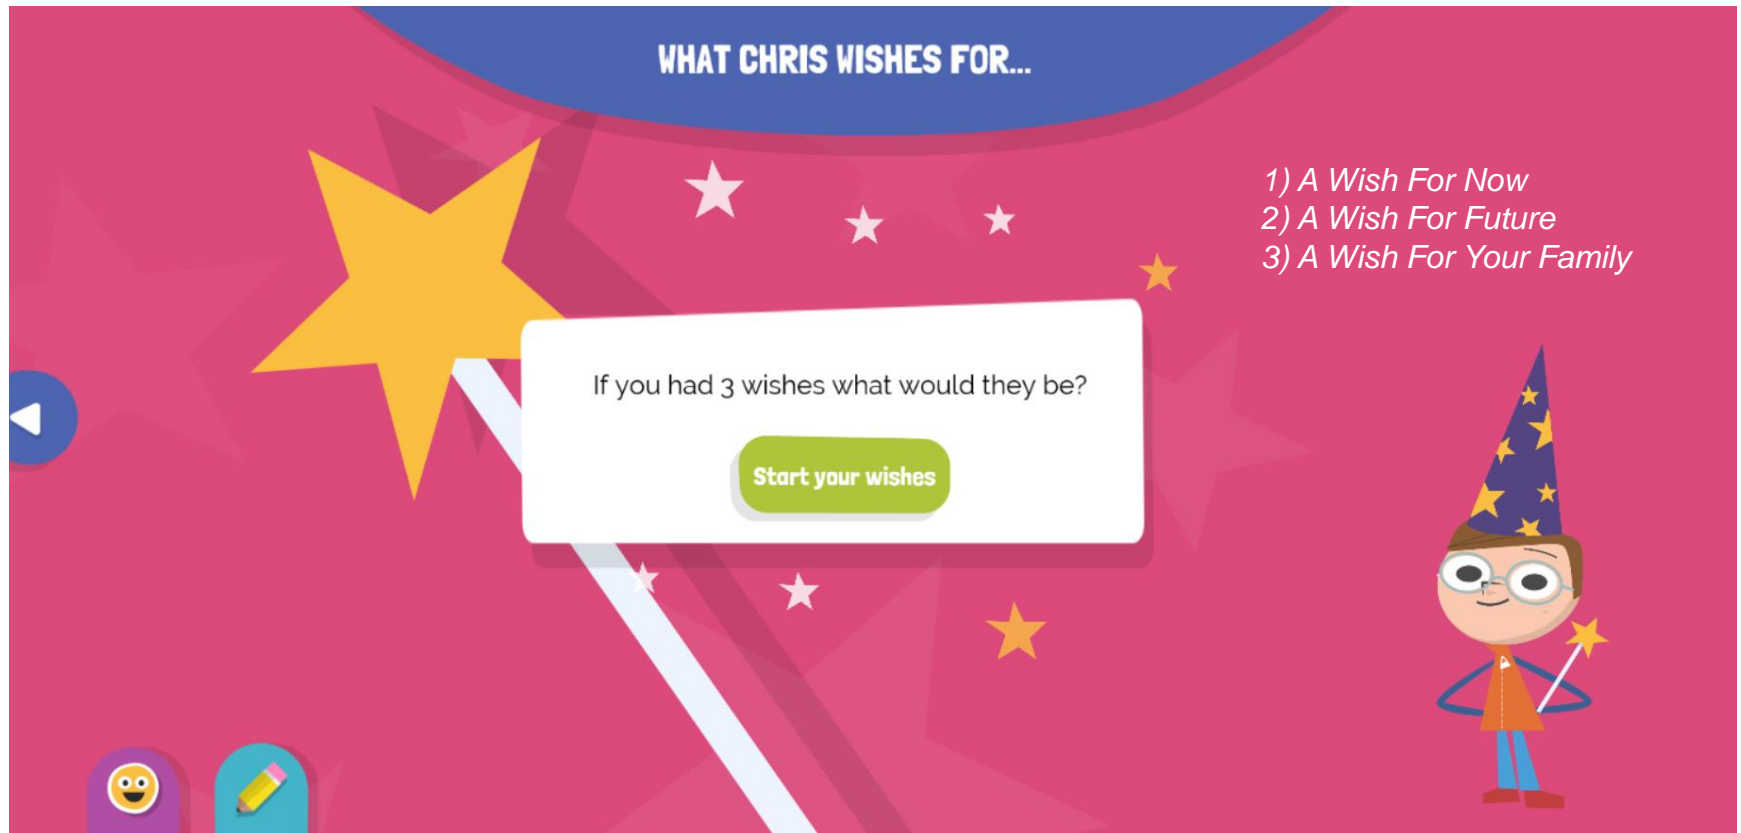 WHAT CHRIS WISHES FOR...
1) A Wish For Now
2) A Wish For Future
3) A Wish For Your Family
If you had 3 wishes what would they be?
Start your wishes